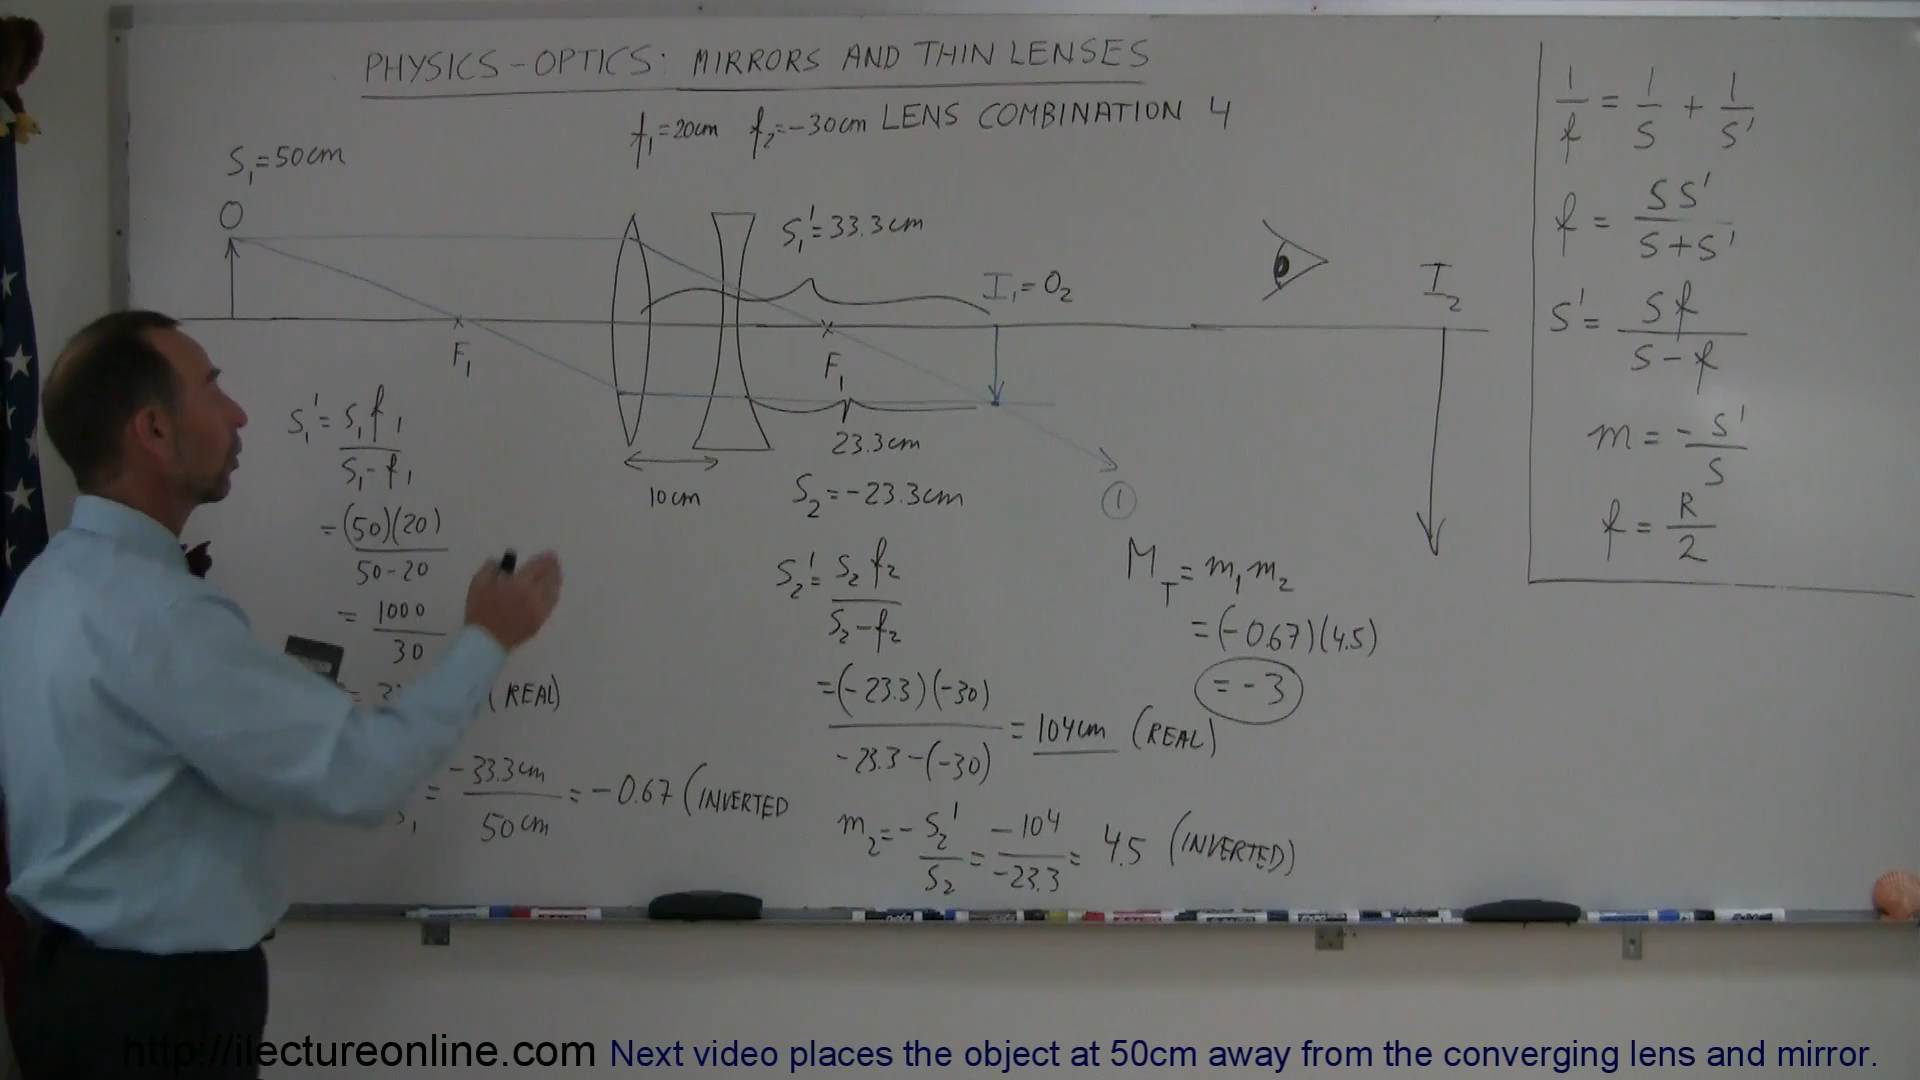 PHYSICS - OPTICS: MIRRORS AND THIN LENSES
f₁=20cm f₂=-30cm LENS COMBINATION 4
S₁=50cm
O
S₁'=33.3cm
I₁=O₂
I₂
F₁
F₁
23.3cm
10cm
S₂=-23.3cm
①
S₁'=S₁f₁/S₁-f₁
=(50)(20)/50-20
=1000/30
(REAL)
=-33.3cm/50cm=-0.67 (INVERTED
S₂'=S₂f₂/S₂-f₂
=(-23.3)(-30)/-23.3-(-30)=104cm (REAL)
m₂=-S₂'/S₂=-104/-23.3=4.5 (INVERTED)
M_T=m₁m₂
=(-0.67)(4.5)
=-3
1/f=1/S+1/S'
f=SS'/S+S'
S'=Sf/S-f
m=-S'/S
f=R/2
http://ilectureonline.com Next video places the object at 50cm away from the converging lens and mirror.